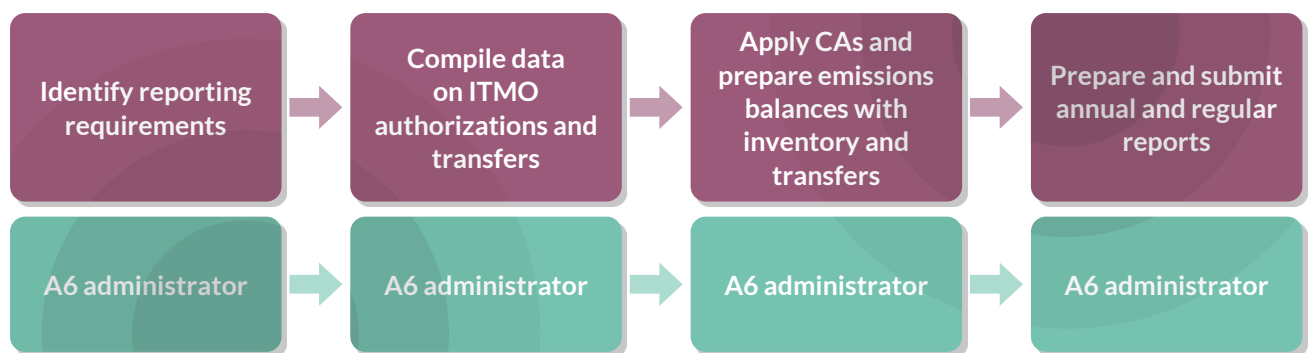 Identify reporting
requirements
Compile data
on ITMO
authorizations and
transfers
Apply CAs and
prepare emissions
balances with
inventory and
transfers
Prepare and submit
annual and regular
reports
A6 administrator
A6 administrator
A6 administrator
A6 administrator